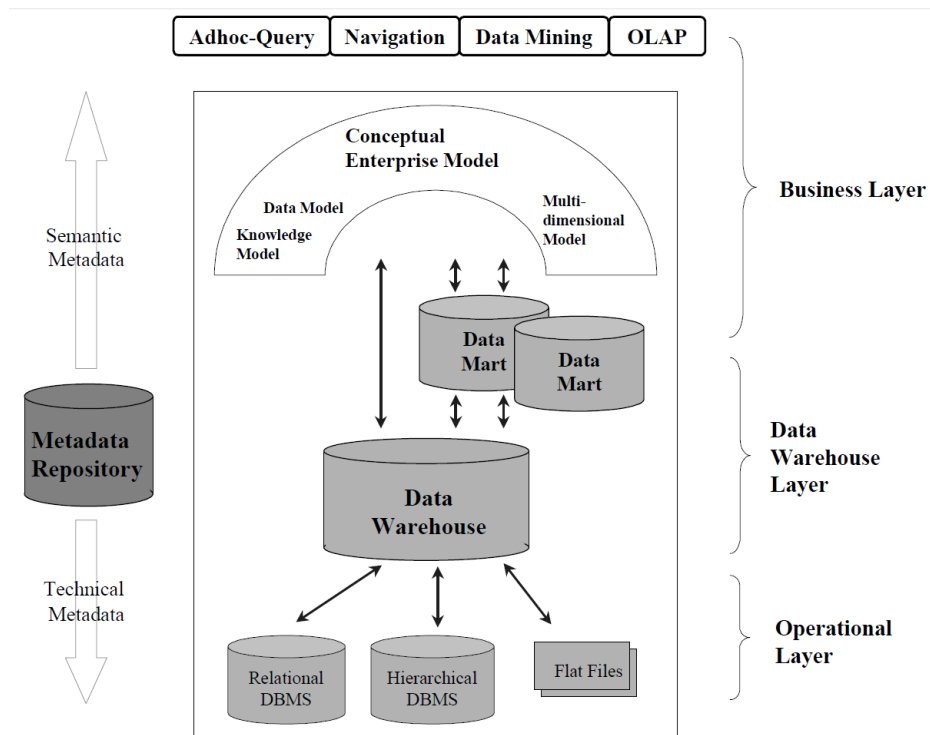 Adhoc-Query Navigation Data Mining OLAP
Conceptual
Enterprise Model
Data Model
Knowledge
Model
Multi-
dimensional
Model
Business Layer
Semantic
Metadata
Data
Mart
Data
Mart
Metadata
Repository
Data
Warehouse
Layer
Data
Warehouse
Technical
Metadata
Operational
Layer
Relational
DBMS
Hierarchical
DBMS
Flat Files